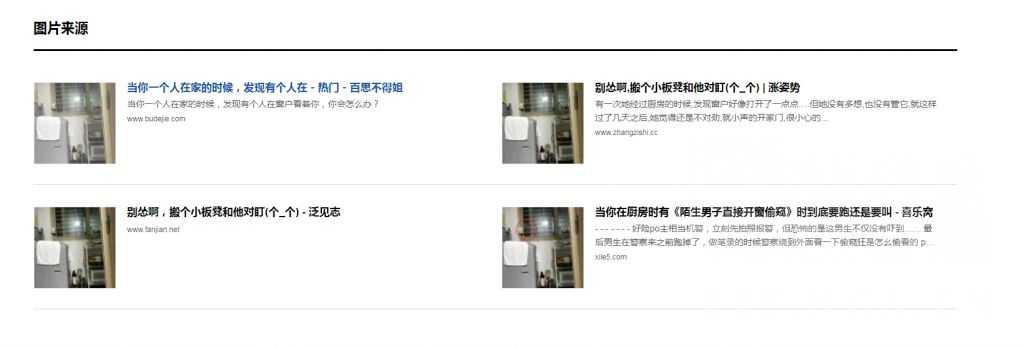 图片来源
当你一个人在家的时候，发现有个人在 - 热门 - 百思不得姐
当你一个人在家的时候，发现有个人在窗户看着你，你会怎么办？
www.budejie.com
别怂啊,搬个小板凳和他对盯(个_个) | 涨姿势
有一次她经过厨房的时候,发现窗户好像打开了一点点....但她没有多想,也没有管它,就这样
过了几天之后,她觉得还是不对劲,就小声的开家门,很小心的...
www.zhangzishi.cc
别怂啊，搬个小板凳和他对盯(个_个) - 泛见志
www.fanjian.net
当你在厨房时有《陌生男子直接开窗偷窥》时到底要跑还是要叫 - 喜乐窝
- - - - - - - 好险po主相当机警，立刻先拍照报警，但恐怖的是这男生不仅没有吓到....... 最
后男生在警察来之前跑掉了，做笔录的时候警察绕到外面看一下偷窥狂是怎么偷看的 p...
xile5.com